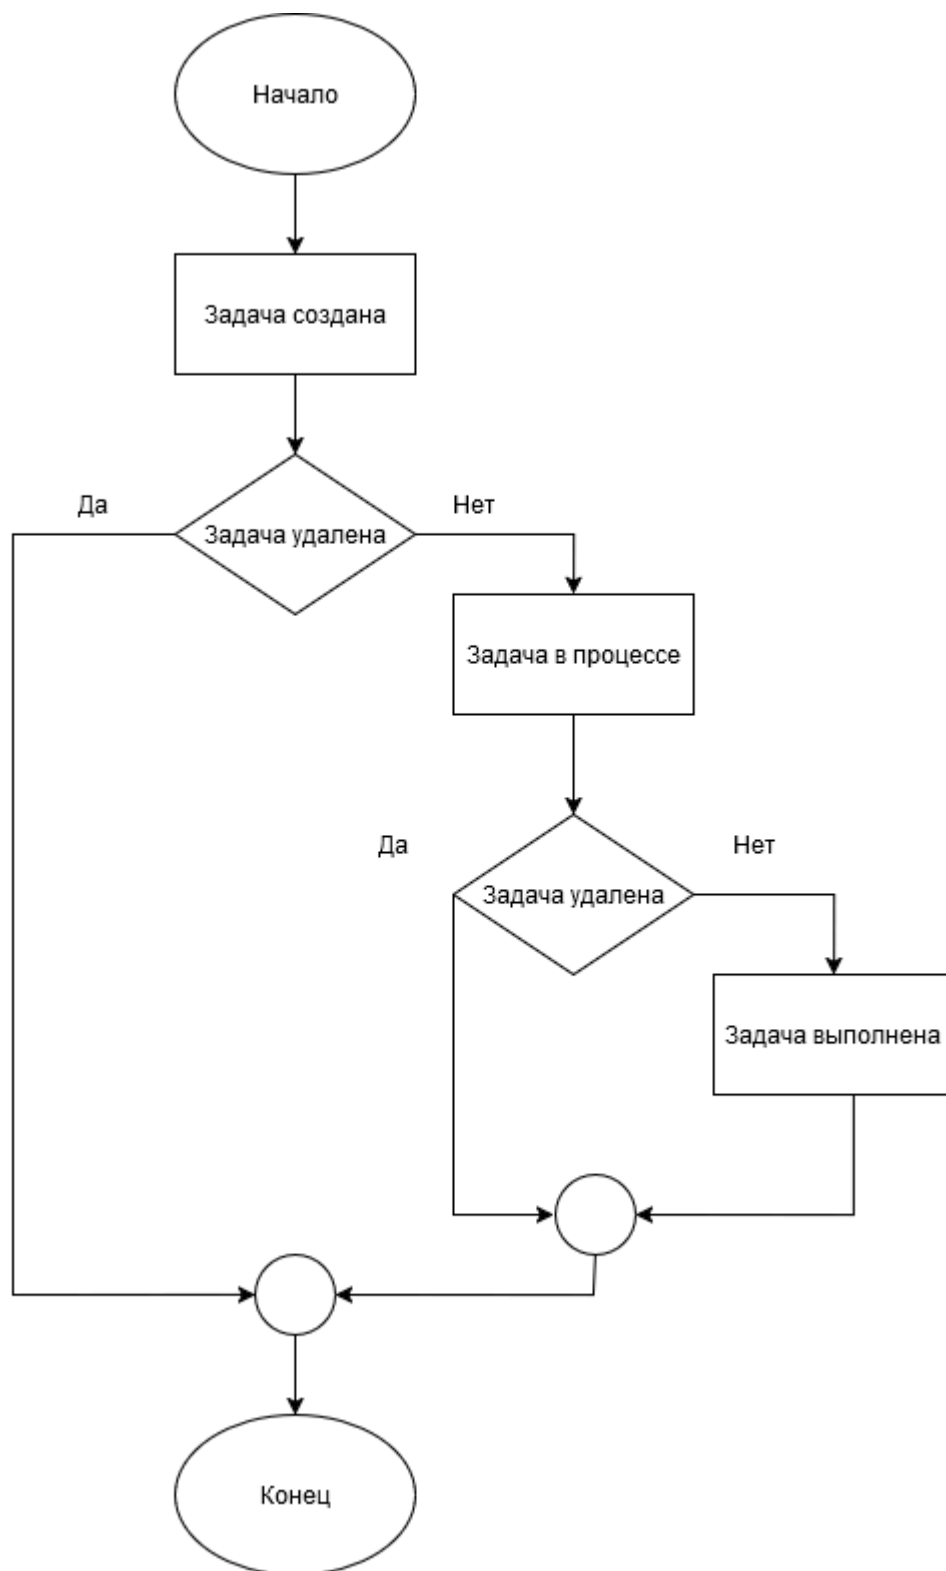 Начало
Задача создана
Да
Нет
Задача удалена
Задача в процессе
Да
Нет
Задача удалена
Задача выполнена
Конец